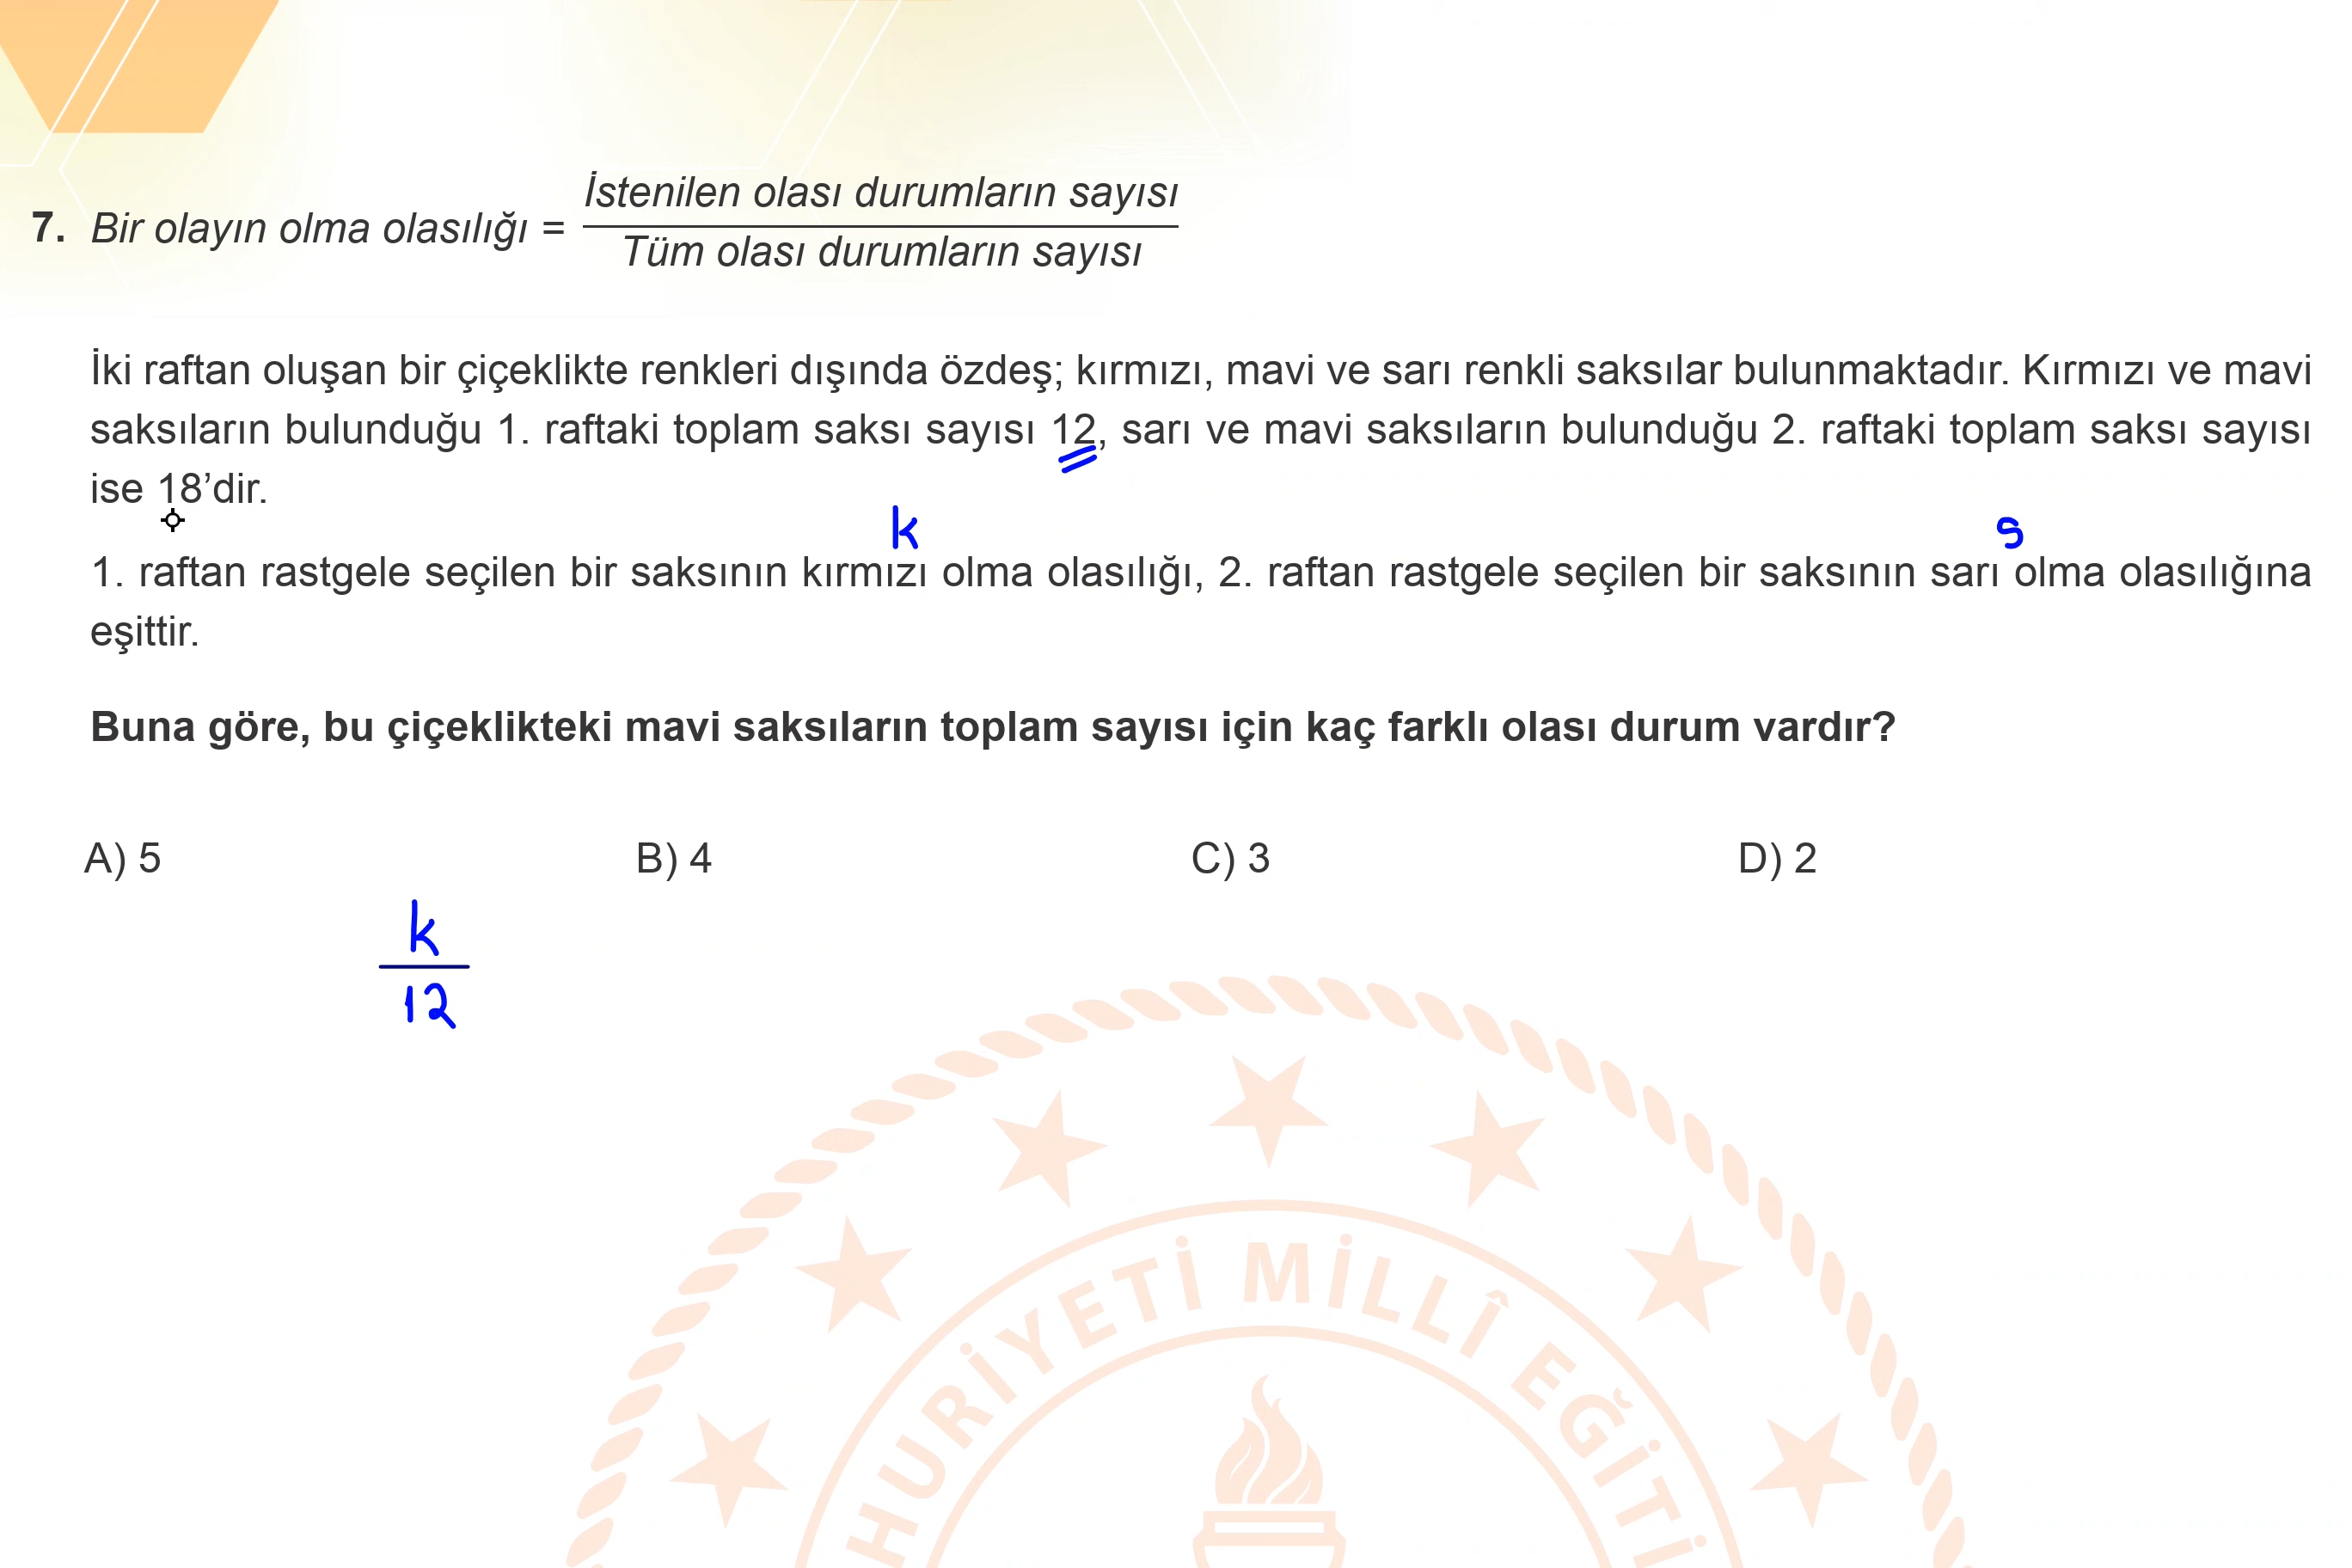 7. Bir olayın olma olasılığı = İstenilen olası durumların sayısı
Tüm olası durumların sayısı
İki raftan oluşan bir çiçeklikte renkleri dışında özdeş; kırmızı, mavi ve sarı renkli saksılar bulunmaktadır. Kırmızı ve mavi
saksıların bulunduğu 1. raftaki toplam saksı sayısı 12, sarı ve mavi saksıların bulunduğu 2. raftaki toplam saksı sayısı
ise 18’dir.
k s
1. raftan rastgele seçilen bir saksının kırmızı olma olasılığı, 2. raftan rastgele seçilen bir saksının sarı olma olasılığına
eşittir.
Buna göre, bu çiçeklikteki mavi saksıların toplam sayısı için kaç farklı olası durum vardır?
A) 5 B) 4 C) 3 D) 2
k
12
HURİYETİ MİLLÎ EĞİTİ